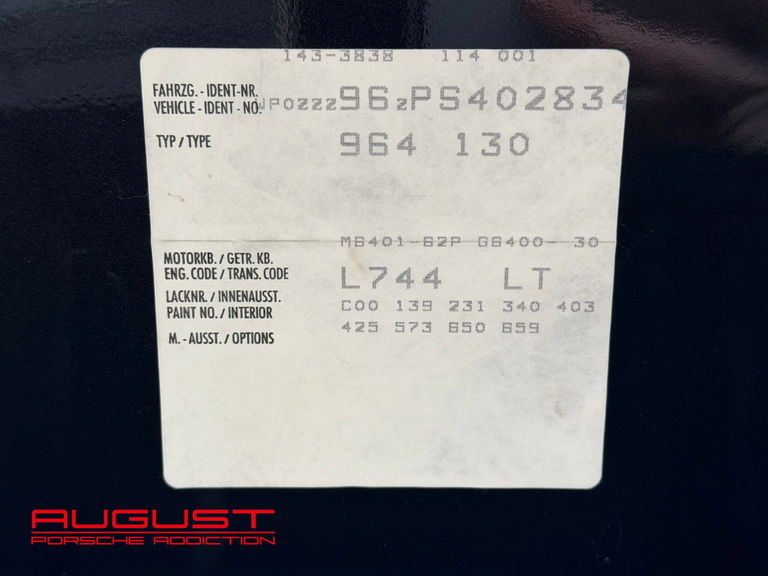 143-3838 114 001
FAHRZG. - IDENT-NR.
VEHICLE - IDENT - NO. WP0ZZZ96ZPS402834
TYP / TYPE 964 130
M6401-62P G6400- 30
MOTORKB. / GETR. KB.
ENG. CODE / TRANS. CODE L744 LT
LACKNR. / INNENAUSST.
PAINT NO. / INTERIOR C00 139 231 340 403
M. - AUSST. / OPTIONS 425 573 650 659
AUGUST
PORSCHE ADDICTION